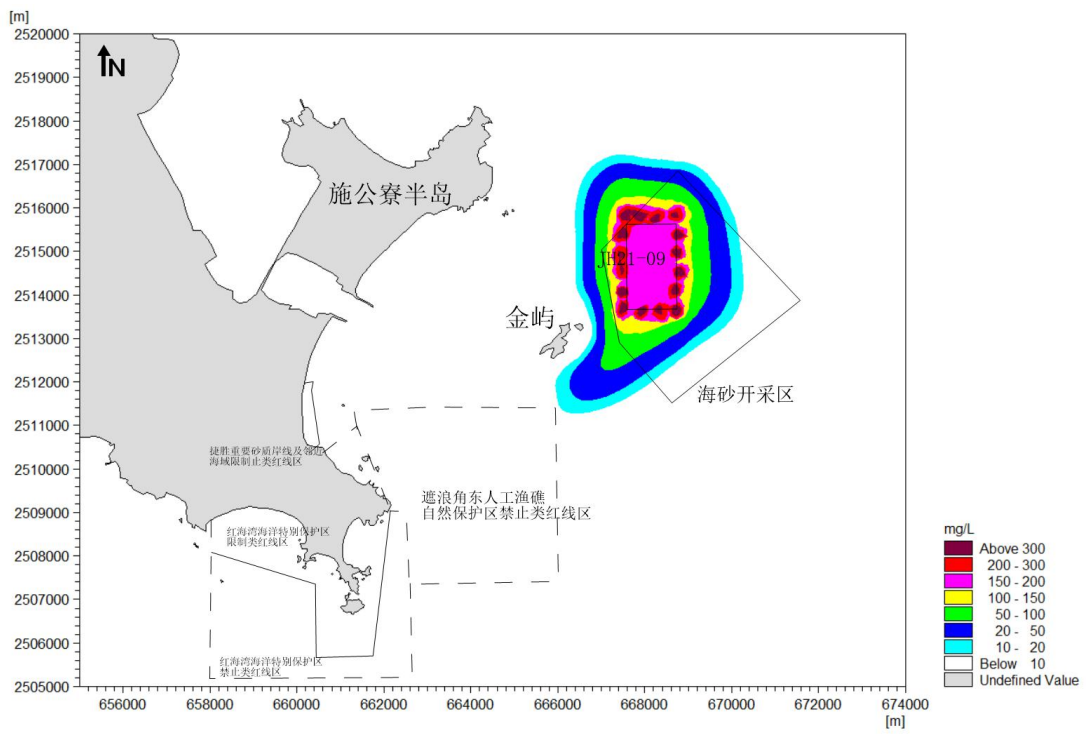 [m]
2520000
N
2519000
2518000
2517000
施公寮半岛
2516000
2515000
JH21-09
2514000
金屿
2513000
2512000
海砂开采区
2511000
捷胜重要砂质岸线及邻近
海域限制止类红线区
2510000
遮浪角东人工渔礁
自然保护区禁止类红线区
2509000
红海湾海洋特别保护区
限制类红线区
2508000
2507000
2506000
红海湾海洋特别保护区
禁止类红线区
2505000
656000 658000 660000 662000 664000 666000 668000 670000 672000 674000
[m]
mg/L
Above 300
200 - 300
150 - 200
100 - 150
50 - 100
20 - 50
10 - 20
Below 10
Undefined Value